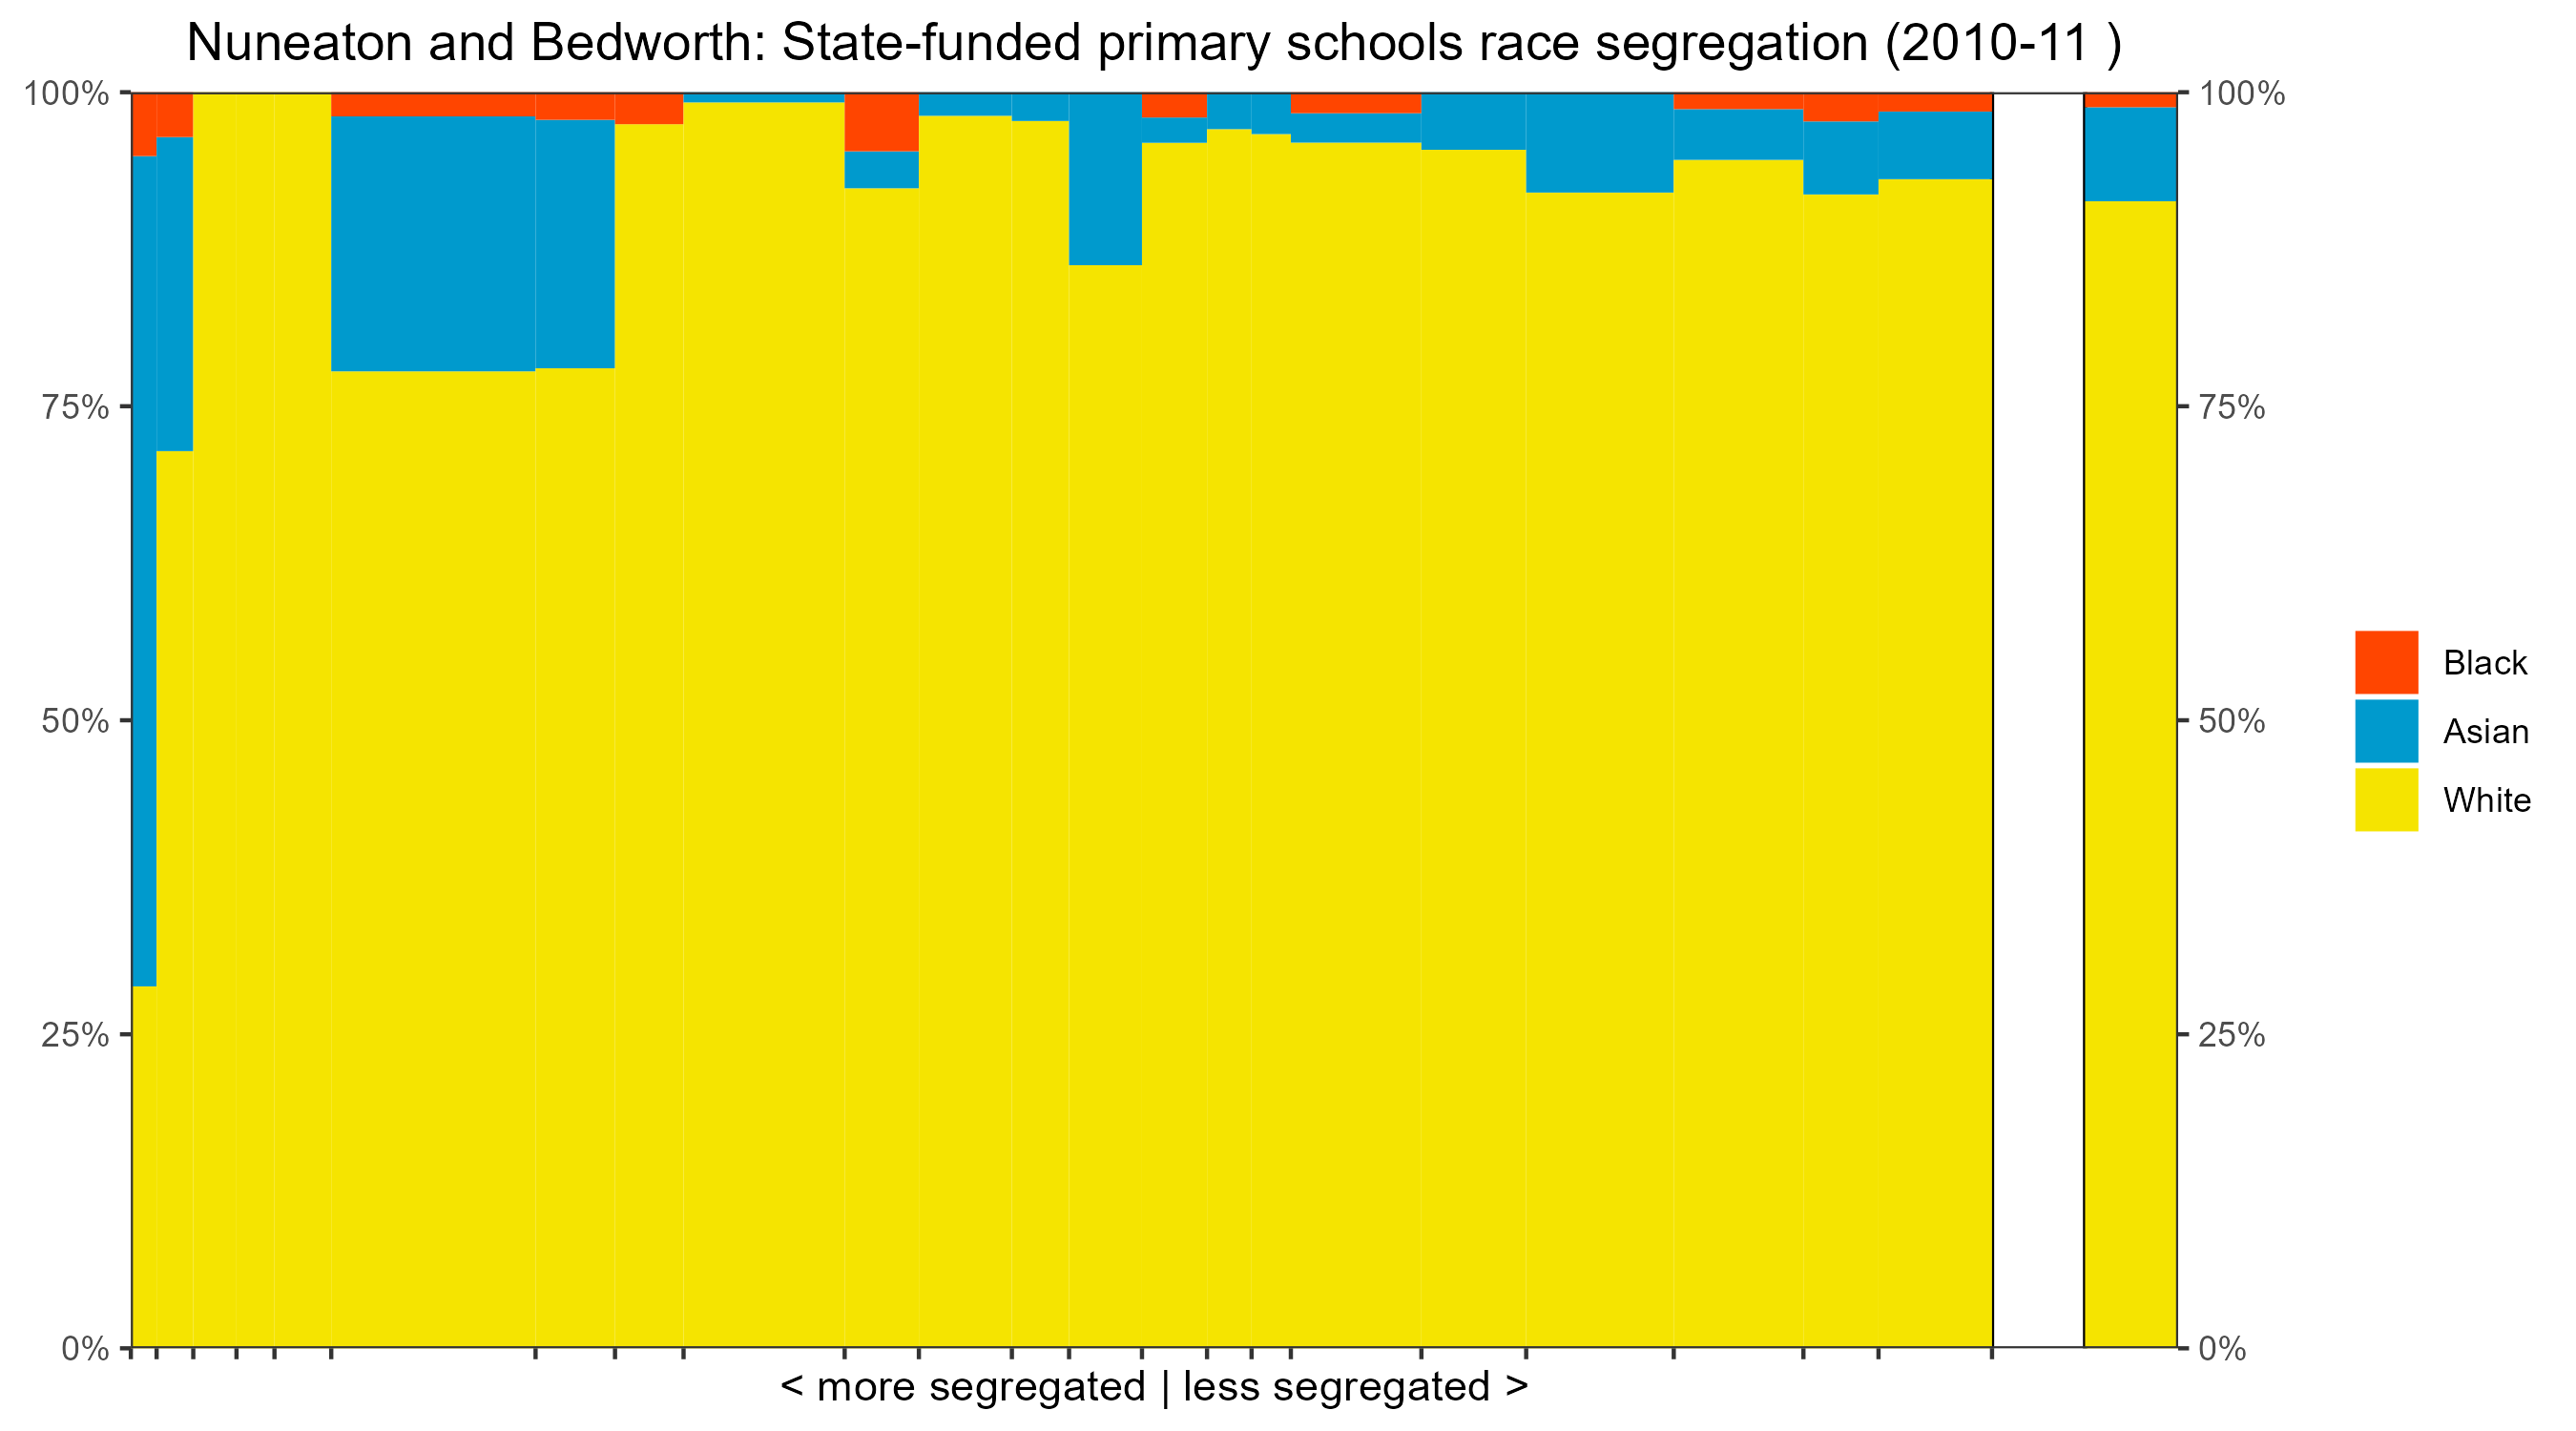 Nuneaton and Bedworth: State-funded primary schools race segregation (2010-11 )
100%
75%
50%
25%
0%
100%
75%
50%
25%
0%
Black
Asian
White
< more segregated | less segregated >